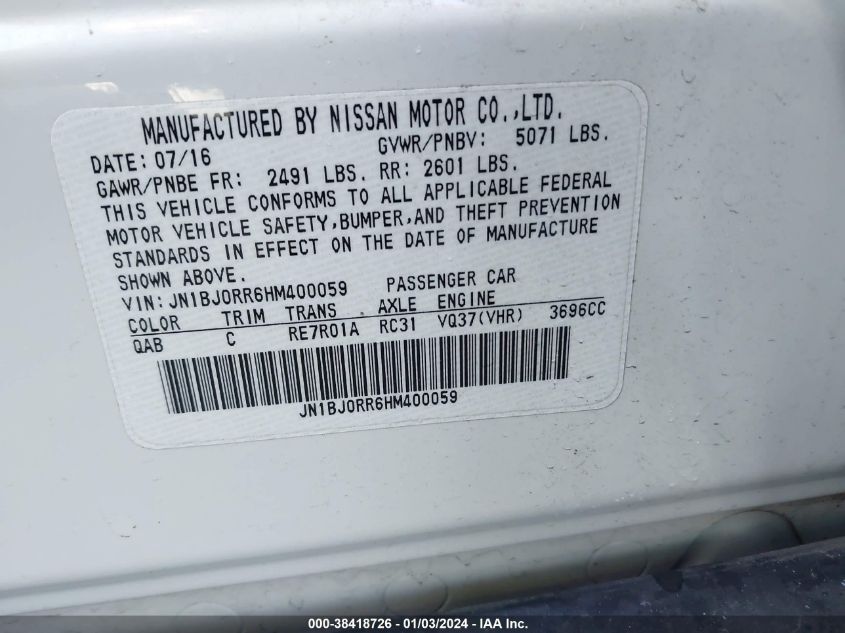 MANUFACTURED BY NISSAN MOTOR CO.,LTD.
DATE: 07/16 GVWR/PNBV: 5071 LBS.
GAWR/PNBE FR: 2491 LBS. RR: 2601 LBS.
THIS VEHICLE CONFORMS TO ALL APPLICABLE FEDERAL
MOTOR VEHICLE SAFETY,BUMPER,AND THEFT PREVENTION
STANDARDS IN EFFECT ON THE DATE OF MANUFACTURE
SHOWN ABOVE.
VIN: JN1BJ0RR6HM400059 PASSENGER CAR
COLOR TRIM TRANS AXLE ENGINE
QAB C RE7R01A RC31 VQ37(VHR) 3696CC
JN1BJ0RR6HM400059
000-38418726 - 01/03/2024 - IAA Inc.